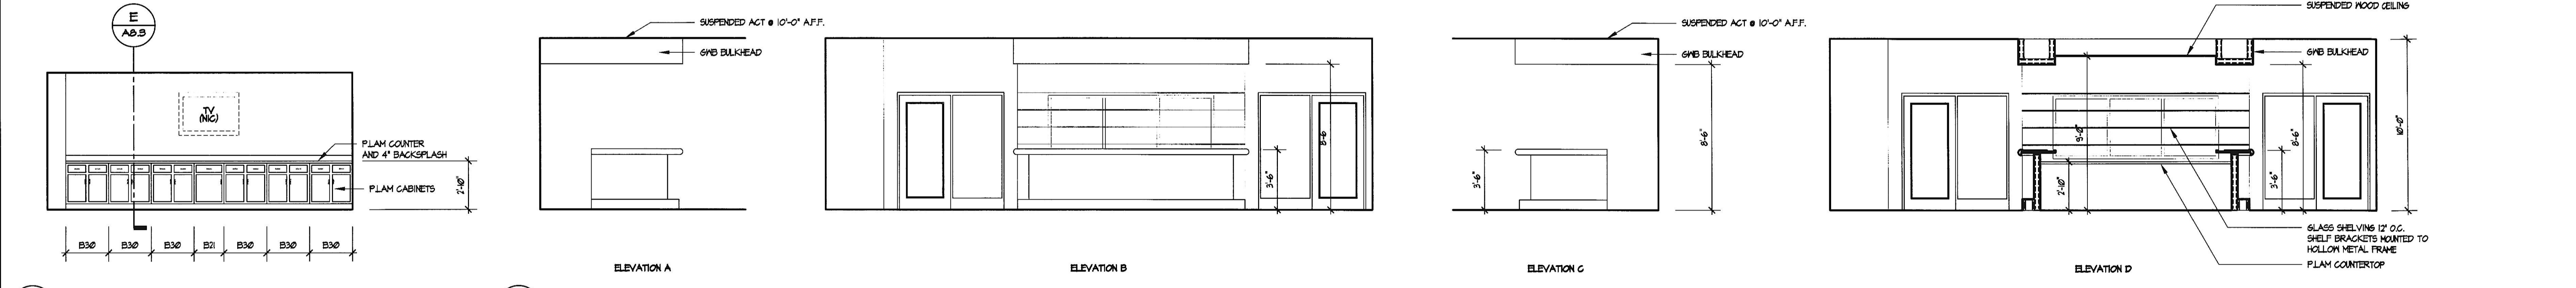 E
A8.3
TV
(NIC)
P.LAM COUNTER
AND 4" BACKSPLASH
P.LAM CABINETS
2'-10"
B30 B30 B30 B21 B30 B30 B30
SUSPENDED ACT @ 10'-0" A.F.F.
GWB BULKHEAD
ELEVATION A
8'-6
3'-6"
ELEVATION B
SUSPENDED ACT @ 10'-0" A.F.F.
GWB BULKHEAD
8'-6"
3'-6"
ELEVATION C
SUSPENDED WOOD CEILING
GWB BULKHEAD
9'-0"
8'-6"
10'-0"
2'-10"
3'-6"
GLASS SHELVING 12" O.C.
SHELF BRACKETS MOUNTED TO
HOLLOW METAL FRAME
P.LAM COUNTERTOP
ELEVATION D